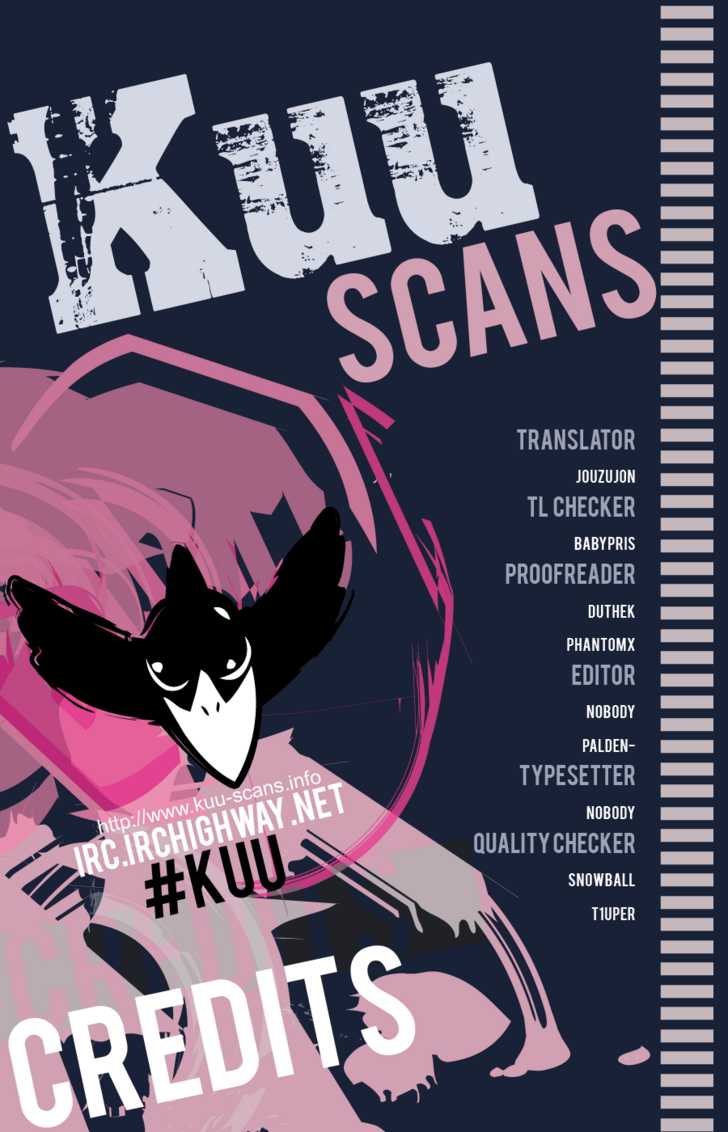 Kuu
SCANS
TRANSLATOR
JOUZUJON
TL CHECKER
BABYPRIS
PROOFREADER
DUTHEK
PHANTOMX
EDITOR
NOBODY
PALDEN-
TYPESETTER
NOBODY
QUALITY CHECKER
SNOWBALL
T1UPER
http://www.kuu-scans.info
IRC.IRCHIGHWAY.NET
#KUU
CREDITS